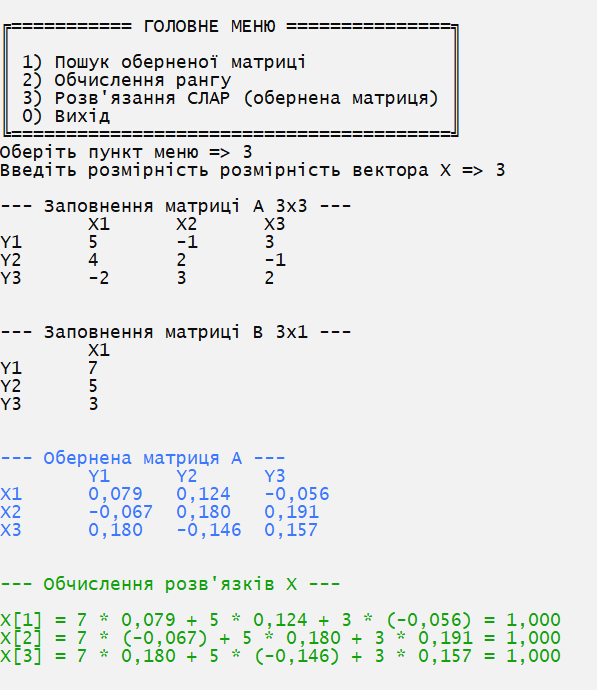 =========== ГОЛОВНЕ МЕНЮ ===============
1) Пошук оберненої матриці
2) Обчислення рангу
3) Розв'язання СЛАР (обернена матриця)
0) Вихід
========================================
Оберіть пункт меню => 3
Введіть розмірність розмірність вектора X => 3
--- Заповнення матриці A 3x3 ---
X1 X2 X3
Y1 5 -1 3
Y2 4 2 -1
Y3 -2 3 2
--- Заповнення матриці B 3x1 ---
X1
Y1 7
Y2 5
Y3 3
--- Обернена матриця A ---
Y1 Y2 Y3
X1 0,079 0,124 -0,056
X2 -0,067 0,180 0,191
X3 0,180 -0,146 0,157
--- Обчислення розв'язків X ---
X[1] = 7 * 0,079 + 5 * 0,124 + 3 * (-0,056) = 1,000
X[2] = 7 * (-0,067) + 5 * 0,180 + 3 * 0,191 = 1,000
X[3] = 7 * 0,180 + 5 * (-0,146) + 3 * 0,157 = 1,000